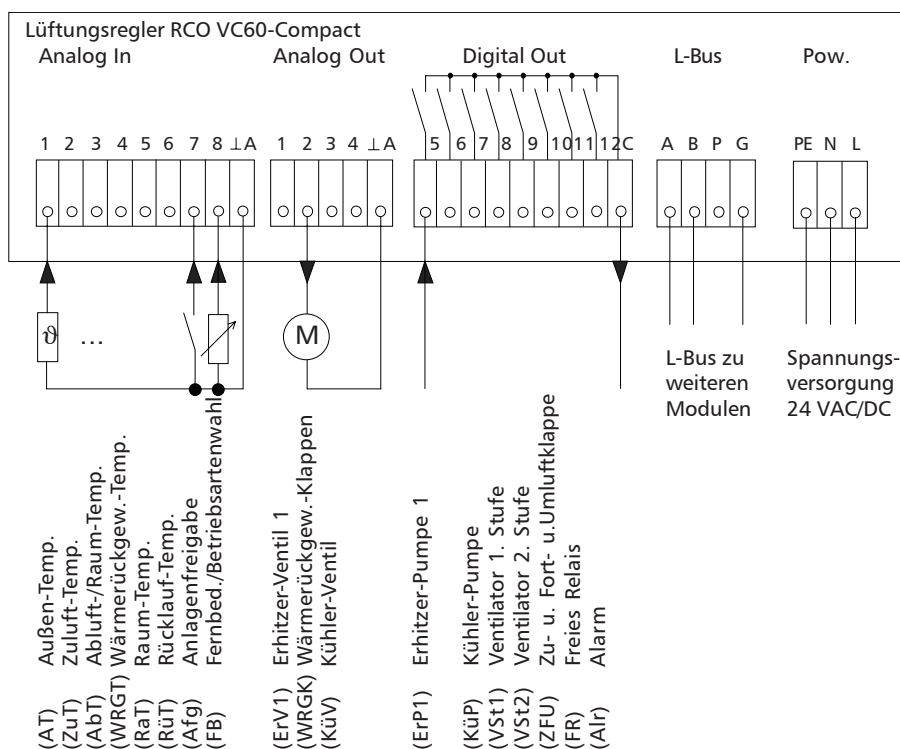 Lüftungsregler RCO VC60-Compact
Analog In
Analog Out
Digital Out
L-Bus
Pow.
1 2 3 4 5 6 7 8 ⊥A
1 2 3 4 ⊥A
5 6 7 8 9 10 11 12C
A B P G
PE N L
ϑ
...
M
L-Bus zu
weiteren
Modulen
Spannungs-
versorgung
24 VAC/DC
(AT) Außen-Temp.
(ZuT) Zuluft-Temp.
(AbT) Abluft-/Raum-Temp.
(WRGT) Wärmerückgew.-Temp.
(RaT) Raum-Temp.
(RüT) Rücklauf-Temp.
(Afg) Anlagenfreigabe
(FB) Fernbed./Betriebsartenwahl
(ErV1) Erhitzer-Ventil 1
(WRGK) Wärmerückgew.-Klappen
(KüV) Kühler-Ventil
(ErP1) Erhitzer-Pumpe 1
(KüP) Kühler-Pumpe
(VSt1) Ventilator 1. Stufe
(VSt2) Ventilator 2. Stufe
(ZFU) Zu- u. Fort- u.Umluftklappe
(FR) Freies Relais
(Alr) Alarm